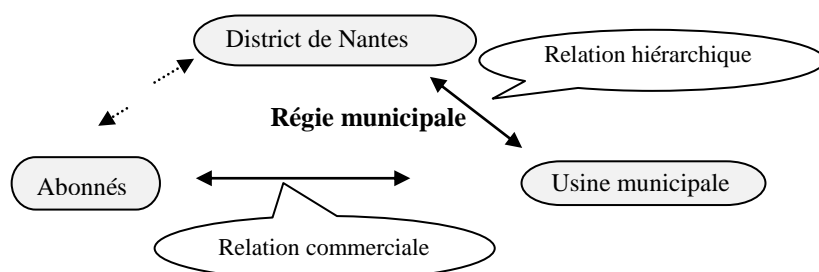 District de Nantes
Relation hiérarchique
Régie municipale
Abonnés
Usine municipale
Relation commerciale